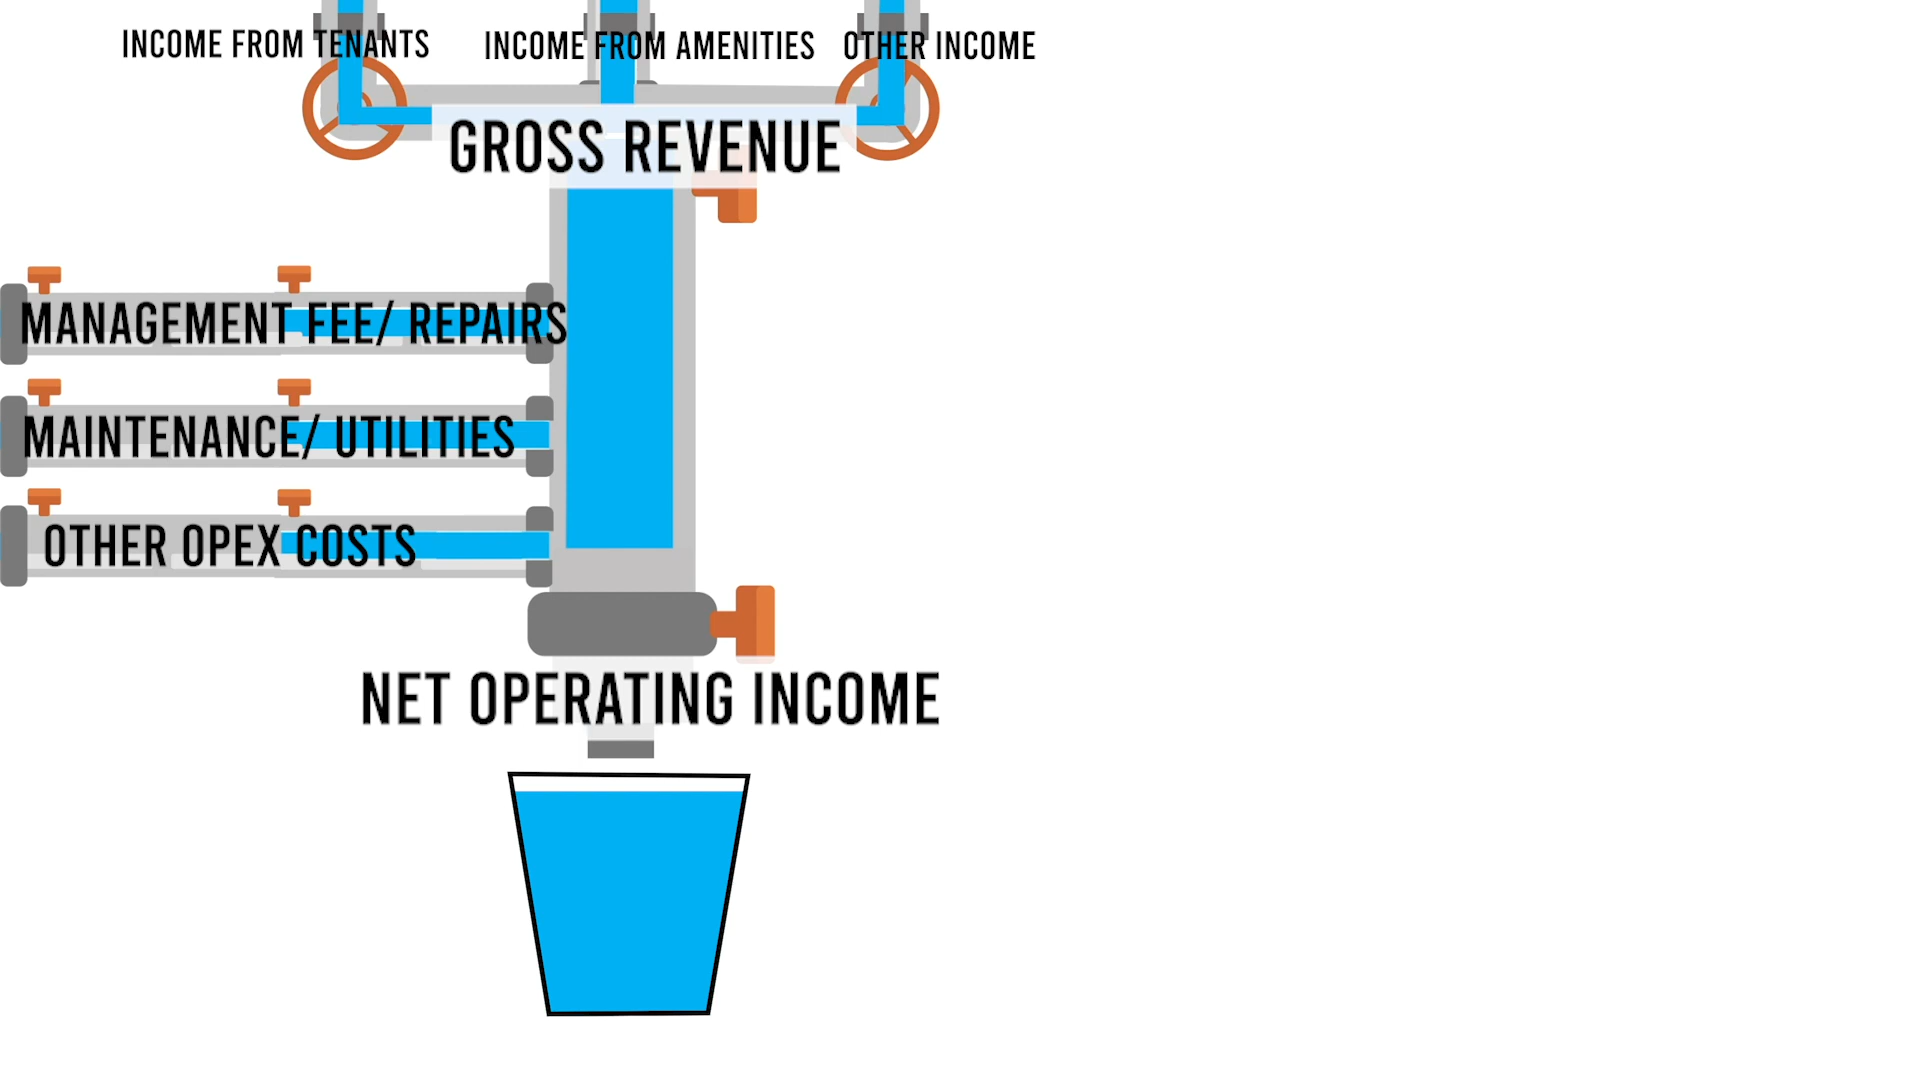 INCOME FROM TENANTS
INCOME FROM AMENITIES
OTHER INCOME
GROSS REVENUE
MANAGEMENT FEE/ REPAIRS
MAINTENANCE/ UTILITIES
OTHER OPEX COSTS
NET OPERATING INCOME